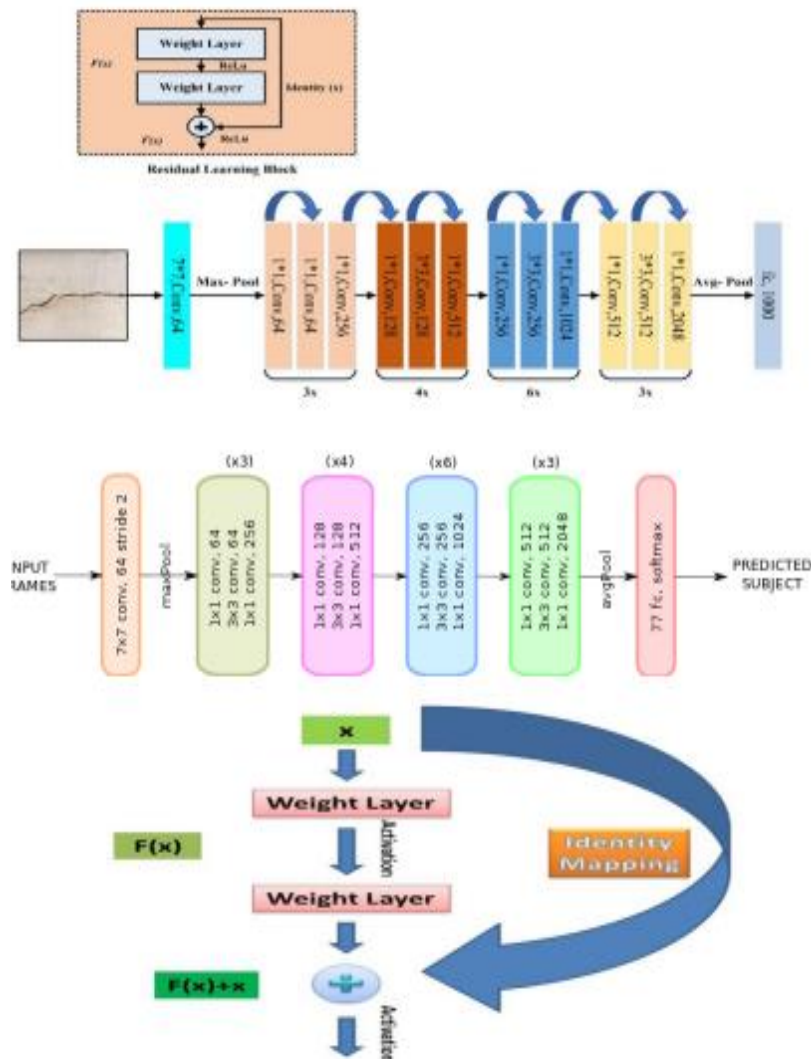 Weight Layer
F(x)
ReLu
Weight Layer
Identity (x)
F(x)
ReLu
Residual Learning Block
7*7,Conv,64
Max- Pool
1*1,Conv,64
1*1,Conv,64
1*1,Conv,256
1*1,Conv,128
3*3,Conv,128
1*1,Conv,512
1*1,Conv,256
3*3,Conv,256
1*1,Conv,1024
1*1,Conv,512
3*3,Conv,512
1*1,Conv,2048
Avg- Pool
fc, 1000
3x
4x
6x
3x
(x3)
(x4)
(x6)
(x3)
INPUT
RAMES
7x7 conv, 64 stride 2
maxPool
1x1 conv, 64
3x3 conv, 64
1x1 conv, 256
1x1 conv, 128
3x3 conv, 128
1x1 conv, 512
1x1 conv, 256
3x3 conv, 256
1x1 conv, 1024
1x1 conv, 512
3x3 conv, 512
1x1 conv, 2048
avgPool
77 fc, softmax
PREDICTED
SUBJECT
x
Weight Layer
Activation
F(x)
Identity
Mapping
Weight Layer
F(x)+x
Activation